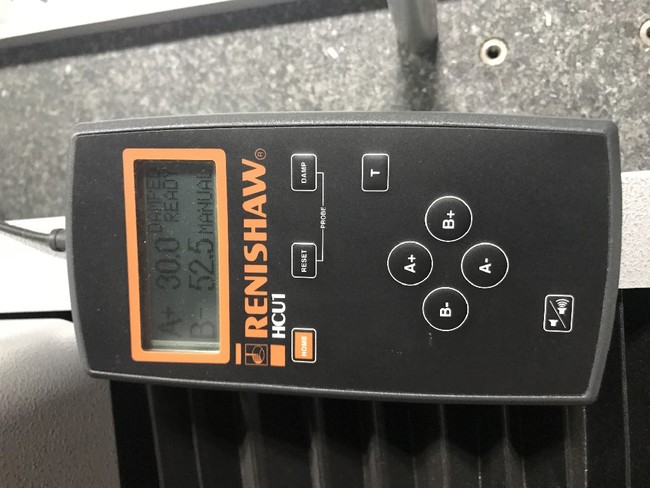 A+ 30.0 DAMPED READY
B- 52.5 MANUAL
RENISHAW®
HCU1
HOME
RESET
DAMP
PROBE
T
A+
B-
B+
A-